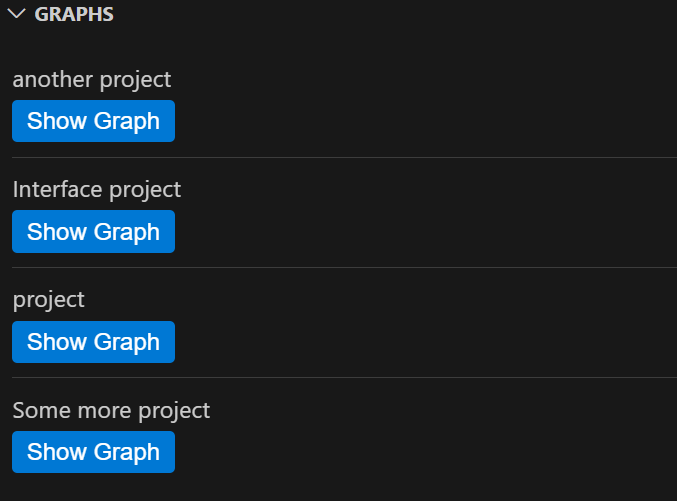 GRAPHS
another project
Show Graph
Interface project
Show Graph
project
Show Graph
Some more project
Show Graph